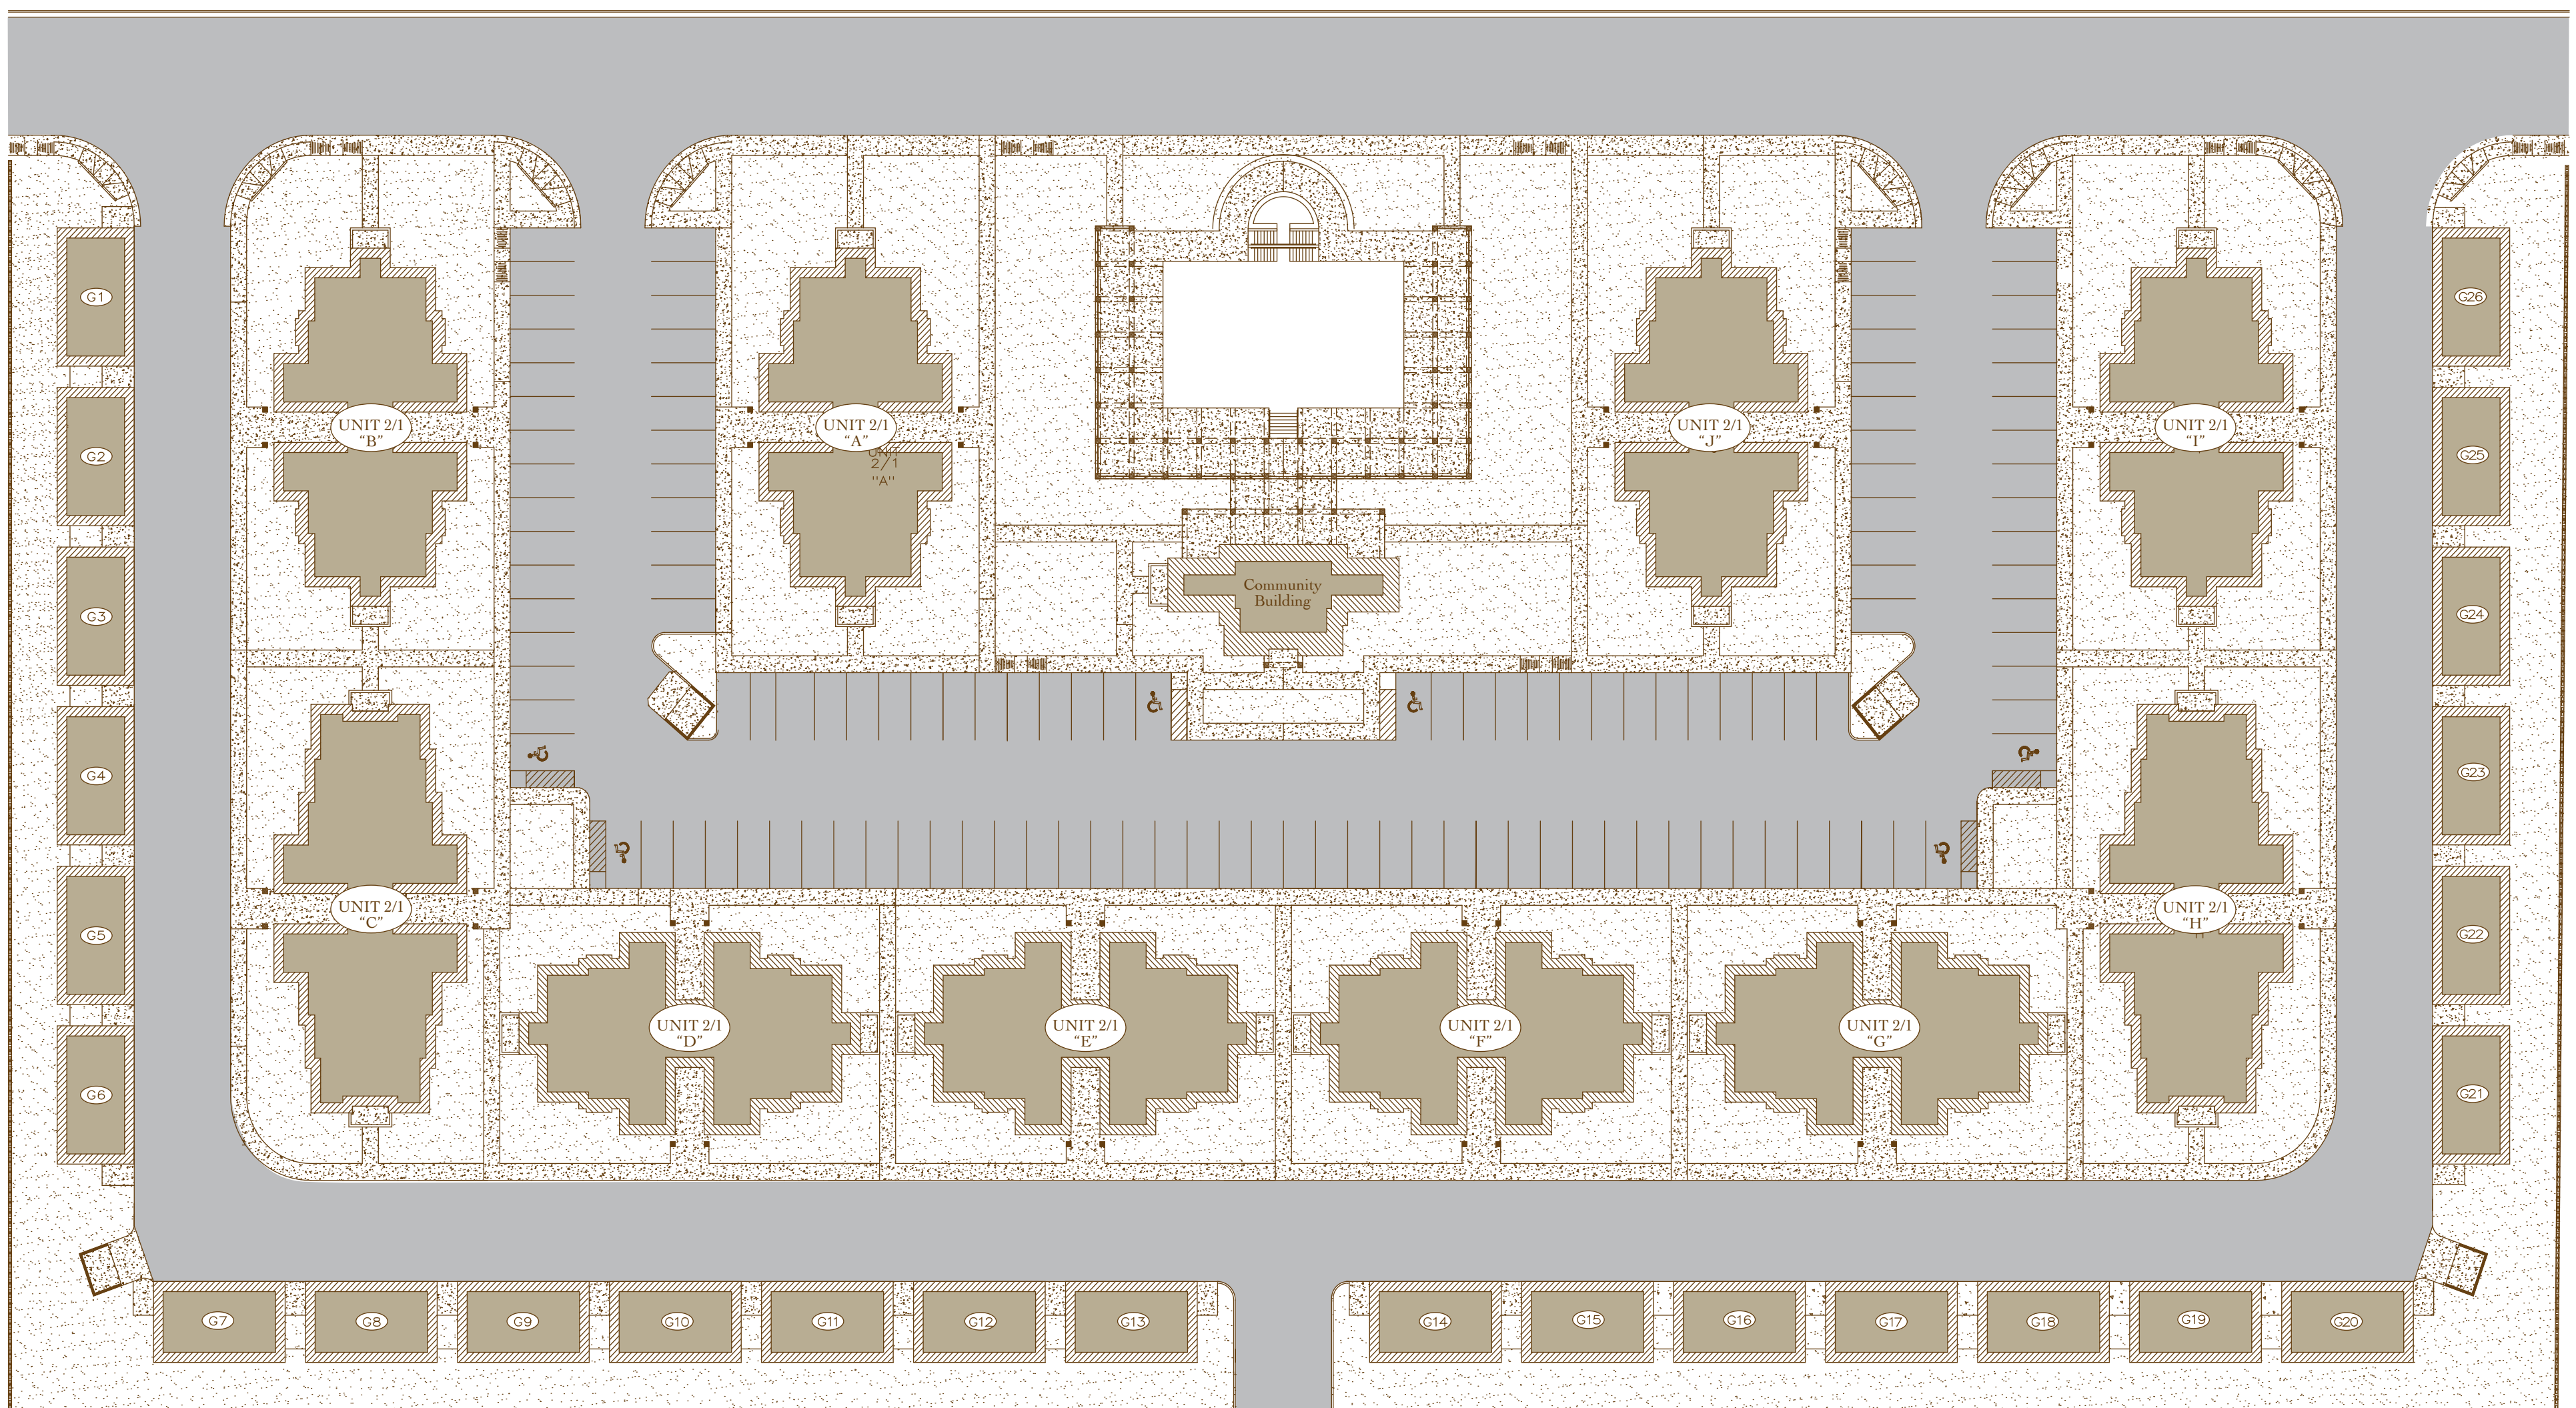 G1
G26
UNIT 2/1
“B”
UNIT 2/1
“A”
UNIT
2/1
"A"
UNIT 2/1
“J”
UNIT 2/1
“I”
G2
G25
Community
Building
G3
G24
G4
G23
UNIT 2/1
“C”
UNIT 2/1
“H”
G5
G22
UNIT 2/1
“D”
UNIT 2/1
“E”
UNIT 2/1
“F”
UNIT 2/1
“G”
G6
G21
G7
G8
G9
G10
G11
G12
G13
G14
G15
G16
G17
G18
G19
G20